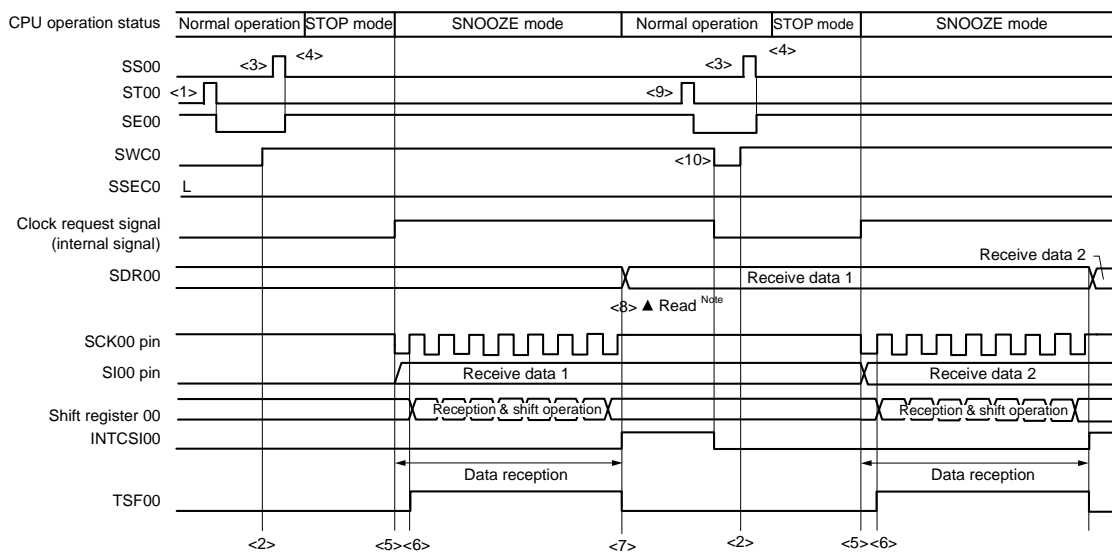 CPU operation status Normal operation STOP mode SNOOZE mode Normal operation STOP mode SNOOZE mode
<4> <4>
SS00 <3> <3>
ST00 <1> <9>
SE00
SWC0 <10>
SSEC0 L
Clock request signal
(internal signal)
Receive data 2
SDR00 Receive data 1
<8> ▲ Read Note
SCK00 pin
SI00 pin Receive data 1 Receive data 2
Shift register 00 Reception & shift operation Reception & shift operation
INTCSI00
Data reception Data reception
TSF00
<2> <5><6> <7> <2> <5><6>